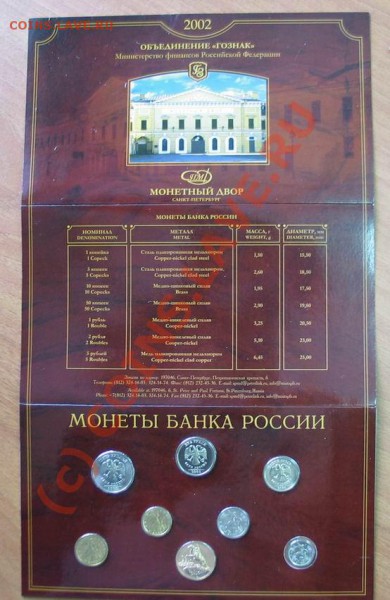 2002
ОБЪЕДИНЕНИЕ «ГОЗНАК»
Министерство финансов Российской Федерации
МОНЕТНЫЙ ДВОР
САНКТ-ПЕТЕРБУРГ
МОНЕТЫ БАНКА РОССИИ
НОМИНАЛ МЕТАЛЛ МАССА, г ДИАМЕТР, мм
DENOMINATION METAL WEIGHT, g DIAMETER, mm
1 копейка Сталь плакированная мельхиором 1,50 15,50
1 Copeck Copper-nickel clad steel
5 копеек Сталь плакированная мельхиором 2,60 18,50
5 Copecks Copper-nickel clad steel
10 копеек Медно-цинковый сплав 1,95 17,50
10 Copecks Brass
50 копеек Медно-цинковый сплав 2,90 19,50
50 Copecks Brass
1 рубль Медно-никелевый сплав 3,25 20,50
1 Rouble Copper-nickel
2 рубля Медно-никелевый сплав 23,00
2 Roubles Copper-nickel
5 рублей Медь плакированная мельхиором 6,45 25,00
5 Roubles Copper-nickel clad copper
МОНЕТЫ БАНКА РОССИИ